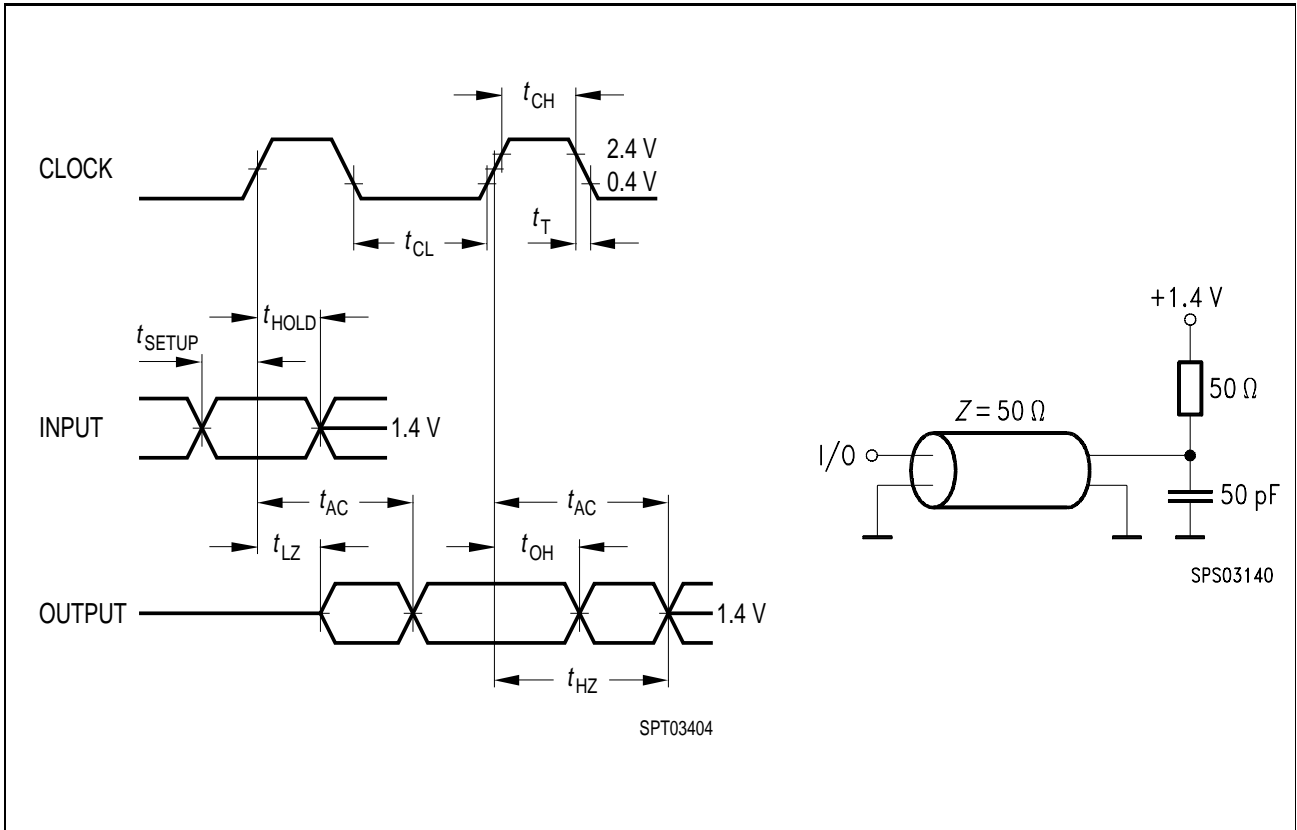 tCH
2.4 V
CLOCK
0.4 V
tT
tCL
+1.4 V
tHOLD
tSETUP
50 Ω
Z = 50 Ω
INPUT
1.4 V
I/O
tAC
tAC
50 pF
tLZ
tOH
SPS03140
OUTPUT
1.4 V
tHZ
SPT03404